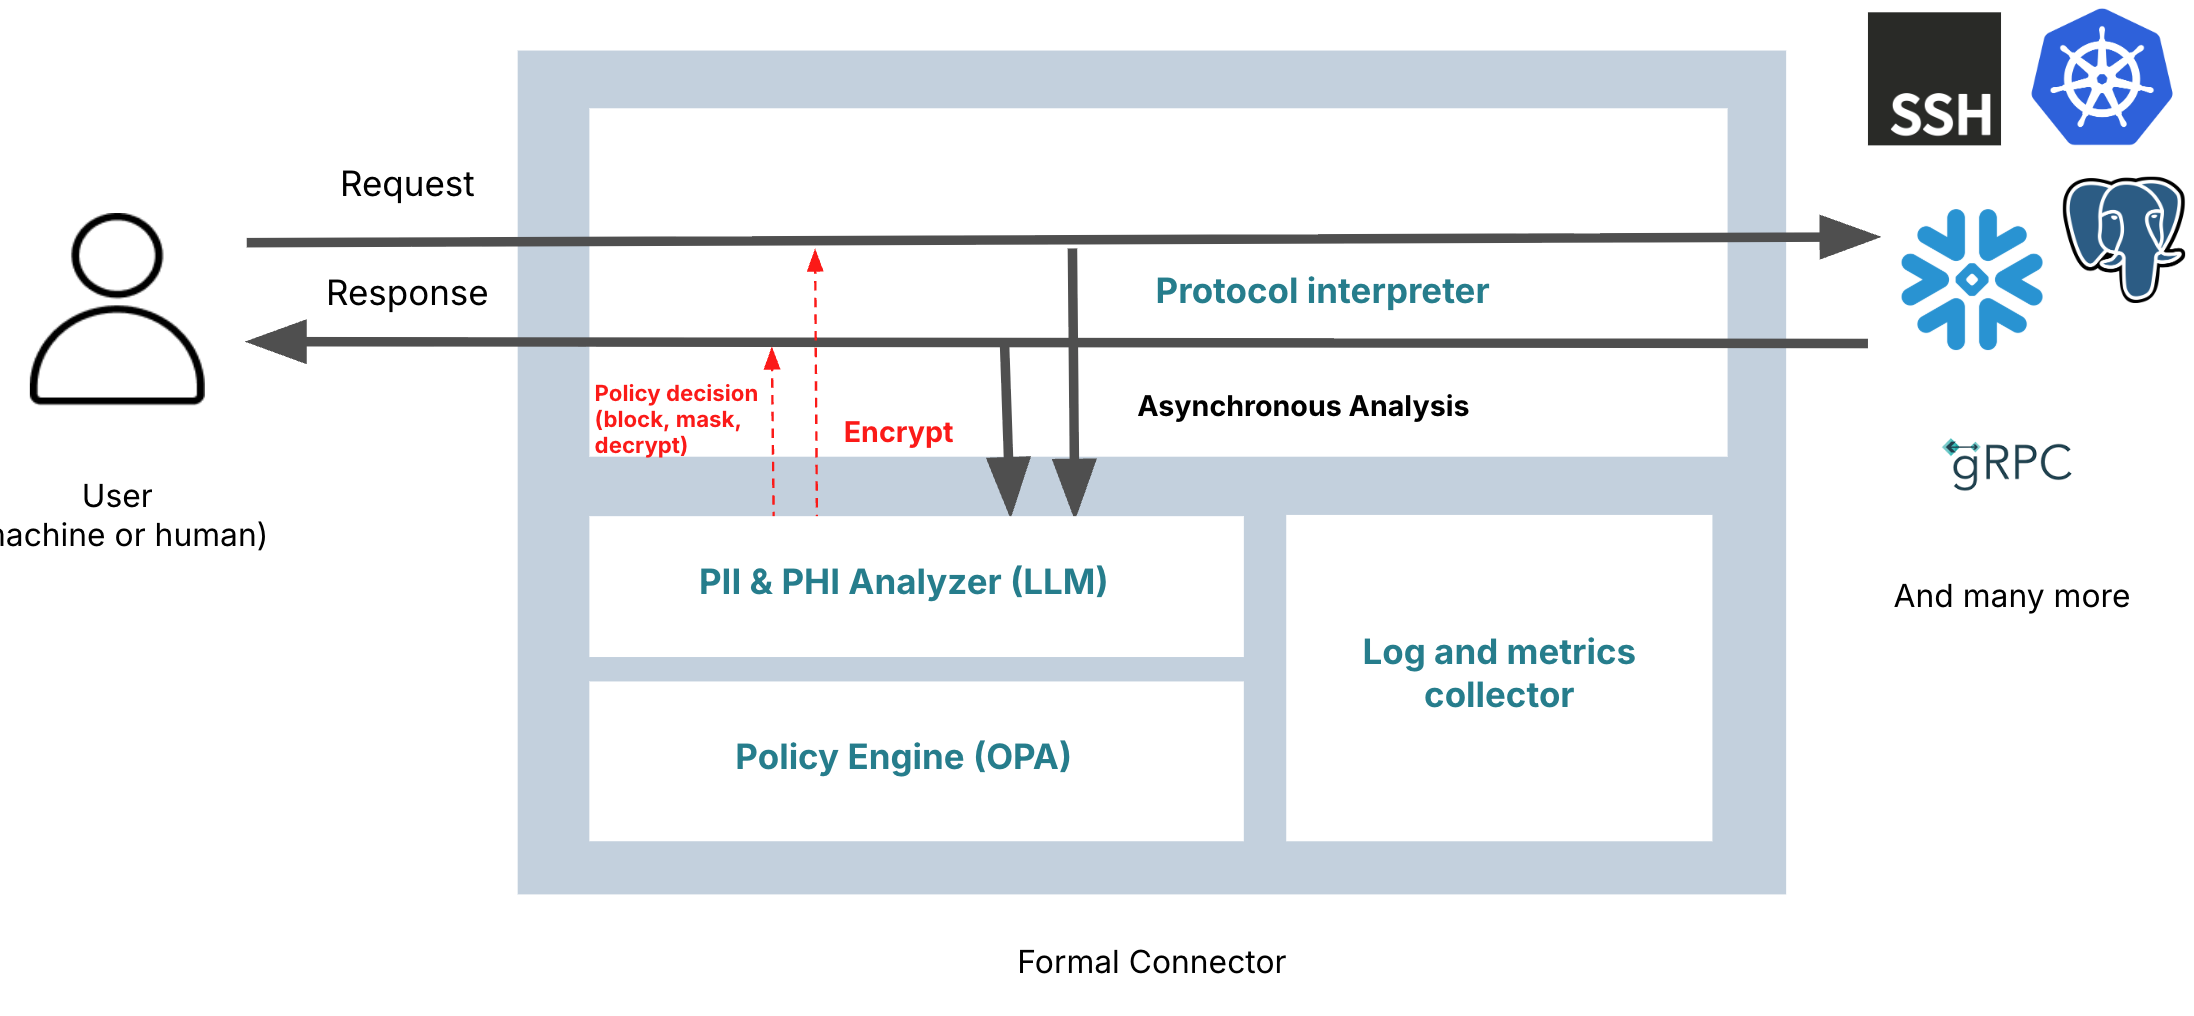 SSH
Request
Response
Protocol interpreter
Policy decision
(block, mask,
decrypt)
Encrypt
Asynchronous Analysis
gRPC
User
machine or human)
PII & PHI Analyzer (LLM)
And many more
Log and metrics
collector
Policy Engine (OPA)
Formal Connector